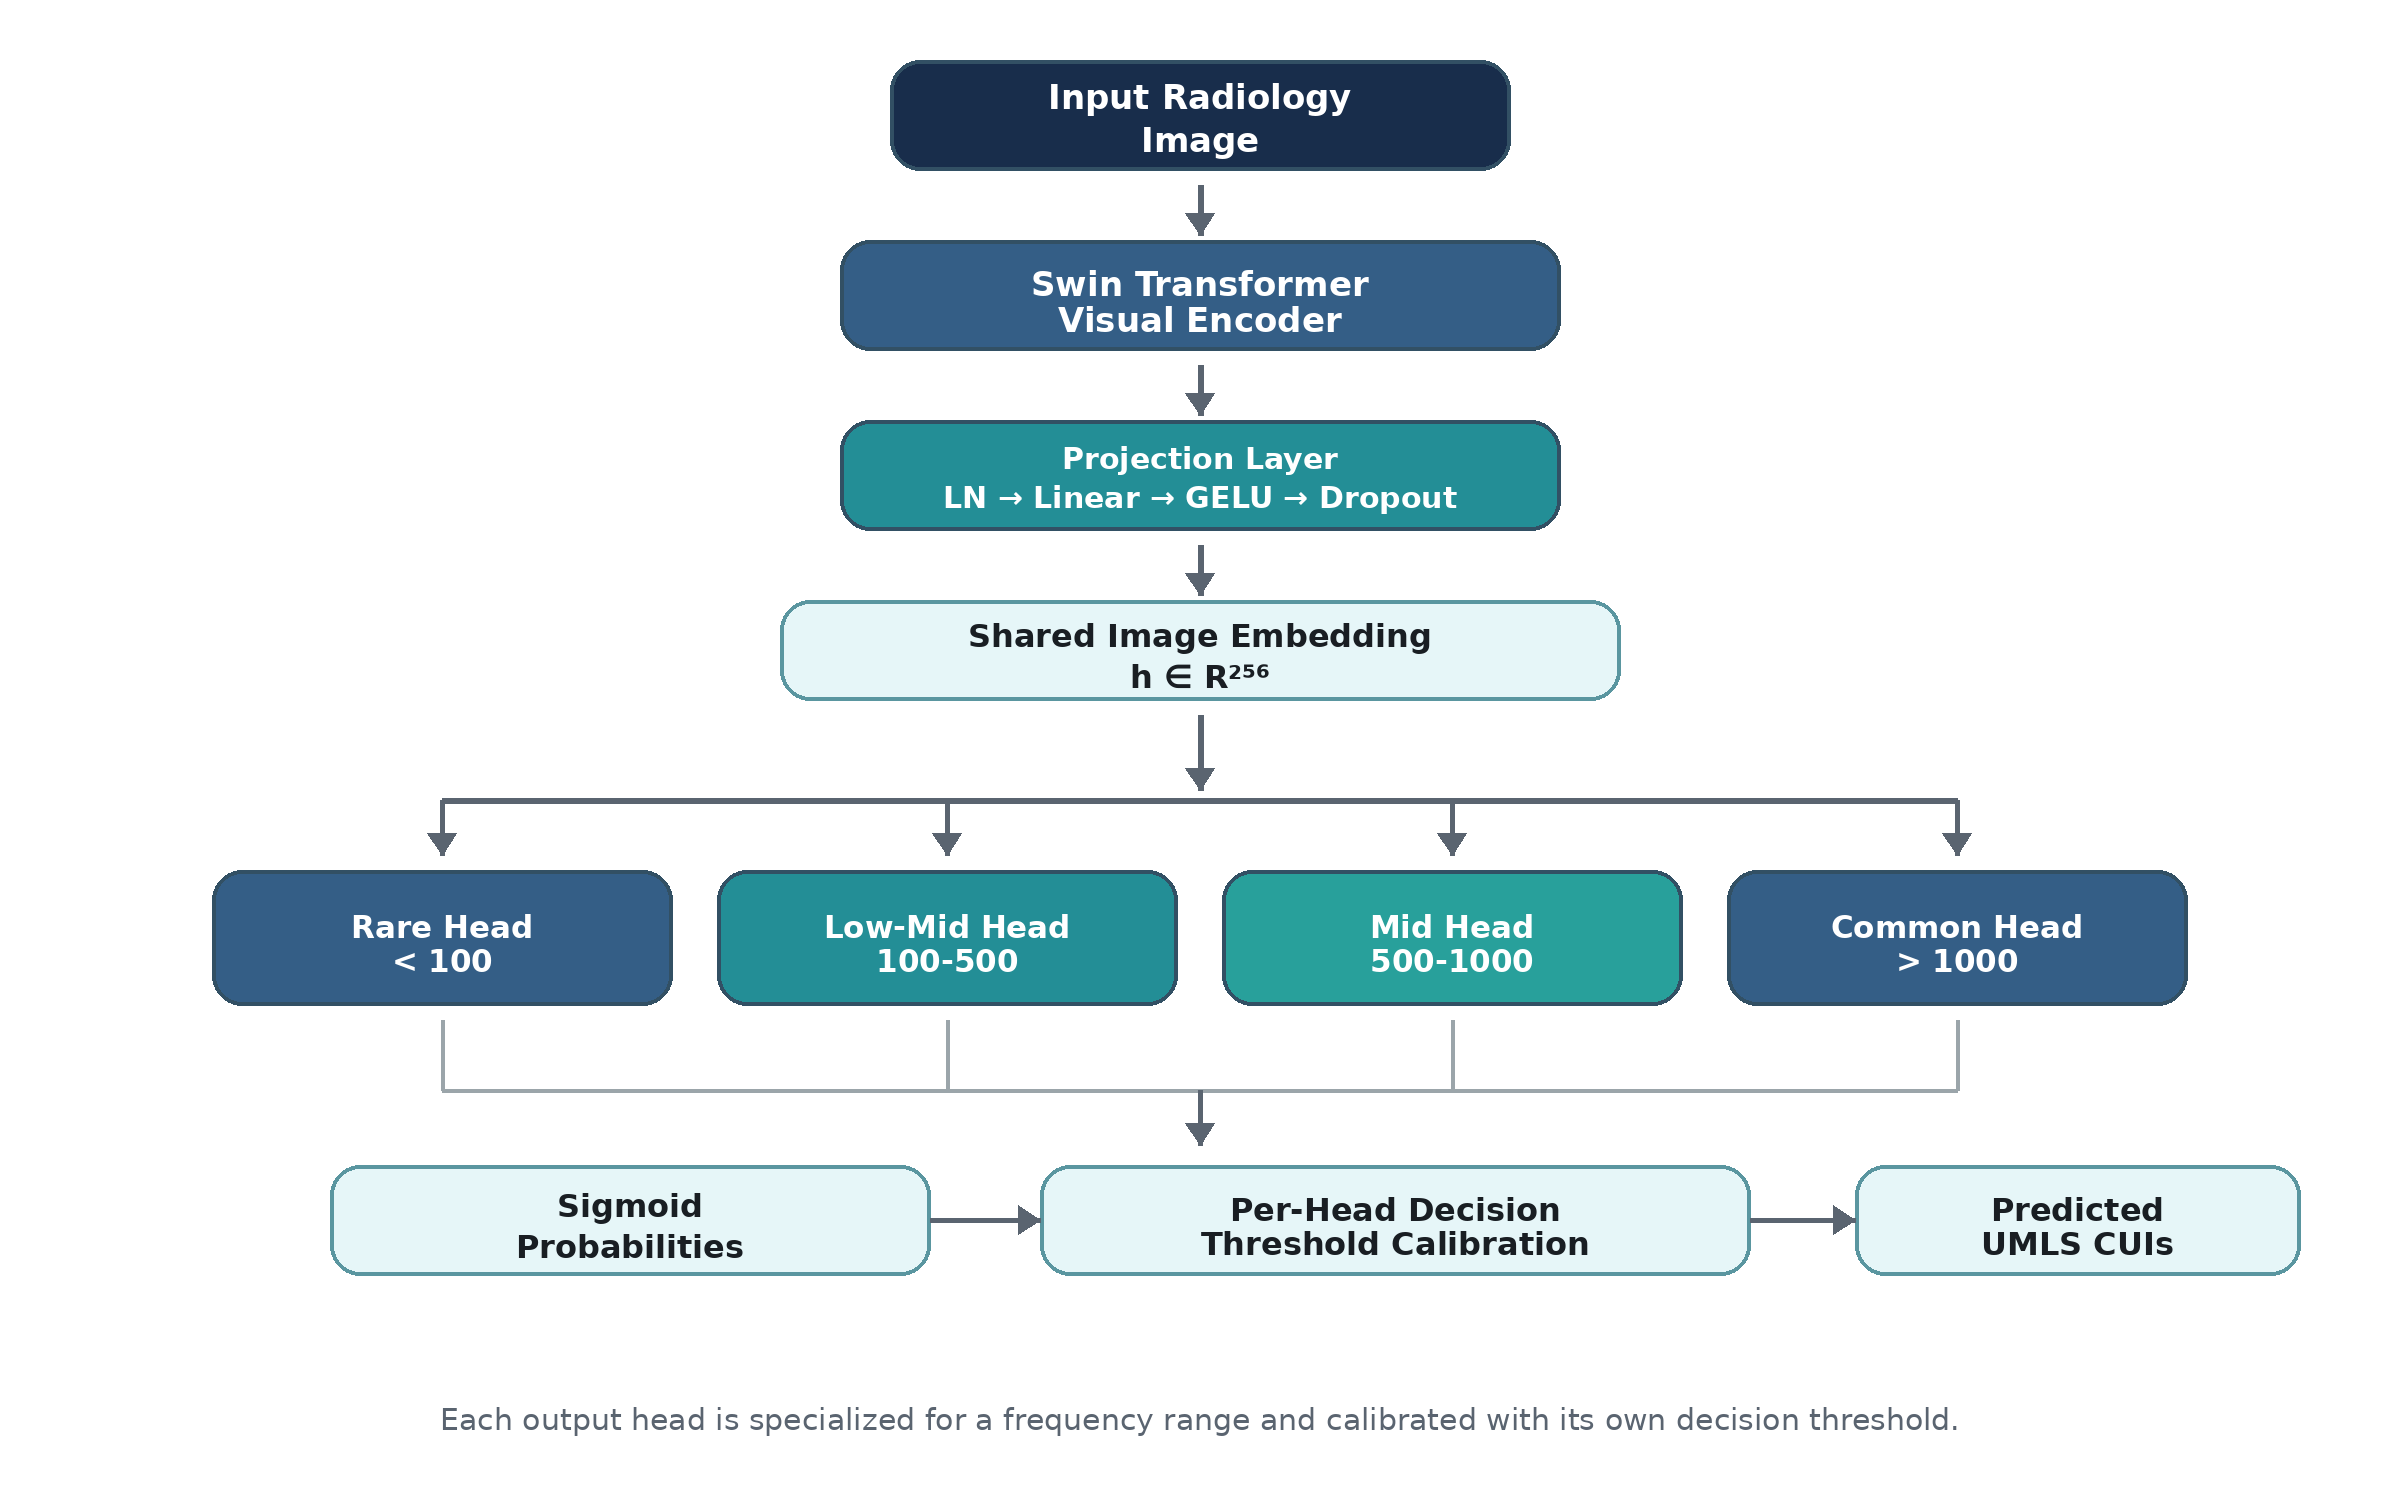 Input Radiology
Image
Swin Transformer
Visual Encoder
Projection Layer
LN → Linear → GELU → Dropout
Shared Image Embedding
h ∈ R²⁵⁶
Rare Head
< 100
Low-Mid Head
100-500
Mid Head
500-1000
Common Head
> 1000
Sigmoid
Probabilities
Per-Head Decision
Threshold Calibration
Predicted
UMLS CUIs
Each output head is specialized for a frequency range and calibrated with its own decision threshold.